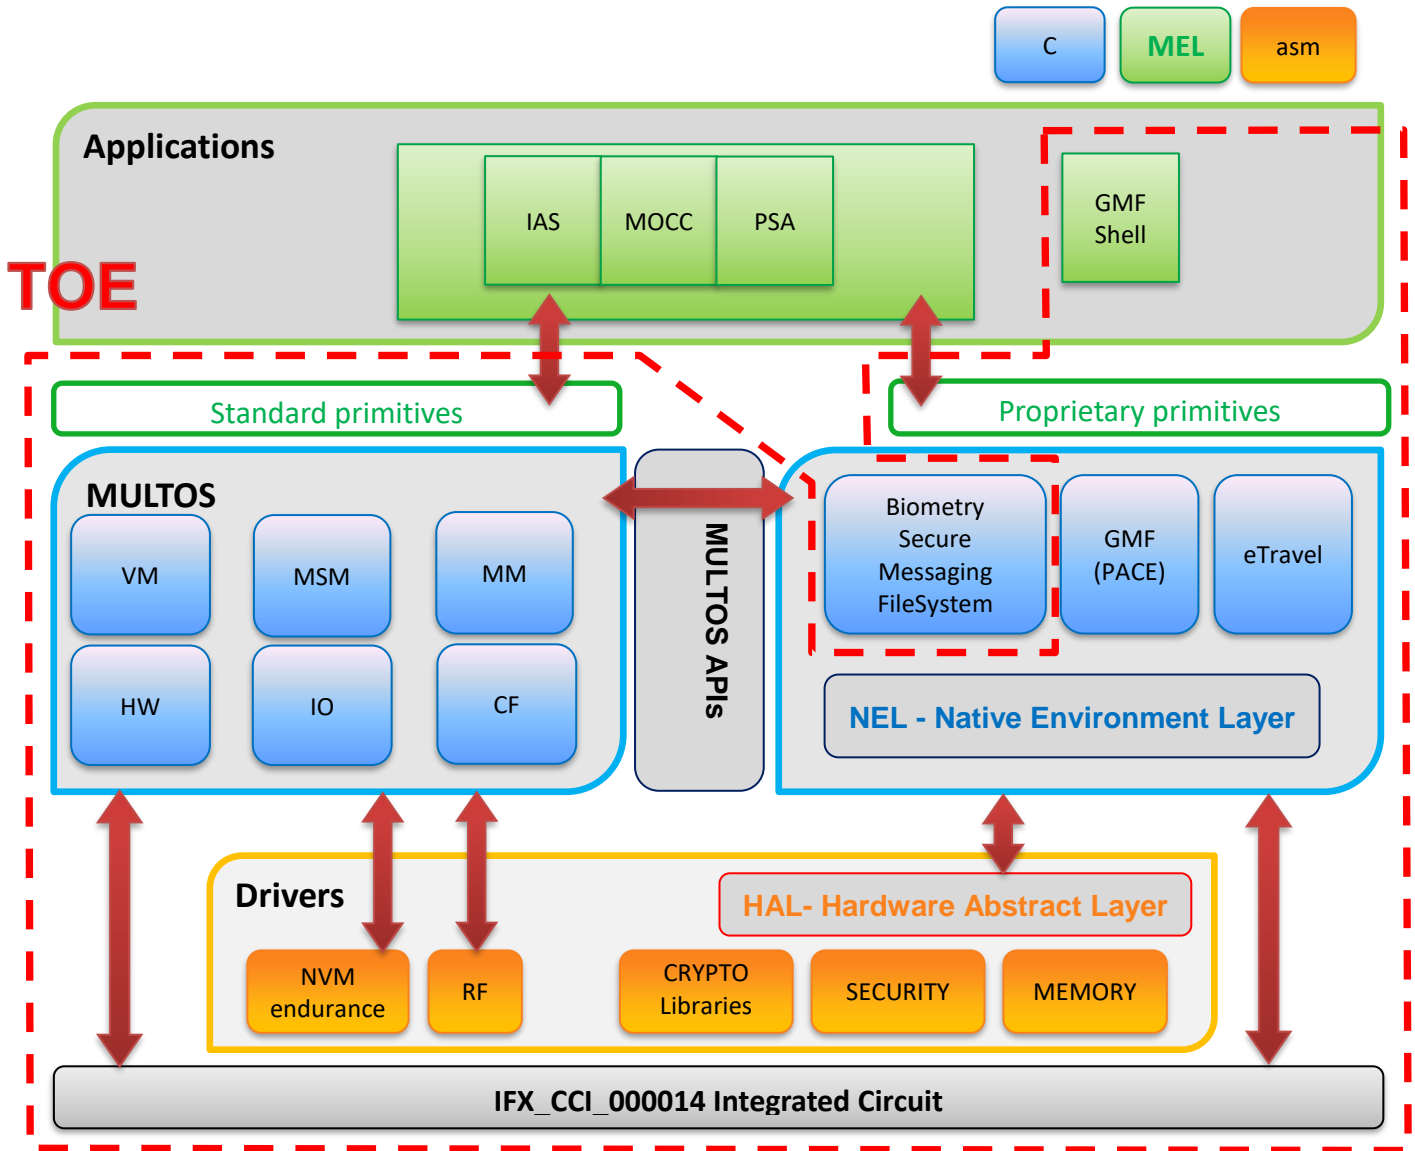 C
MEL
asm
Applications
IAS
MOCC
PSA
GMF
Shell
TOE
Standard primitives
Proprietary primitives
MULTOS
VM
MSM
MM
HW
IO
CF
MULTOS APIs
Biometry
Secure
Messaging
FileSystem
GMF
(PACE)
eTravel
NEL - Native Environment Layer
Drivers
HAL- Hardware Abstract Layer
NVM
endurance
RF
CRYPTO
Libraries
SECURITY
MEMORY
IFX_CCI_000014 Integrated Circuit